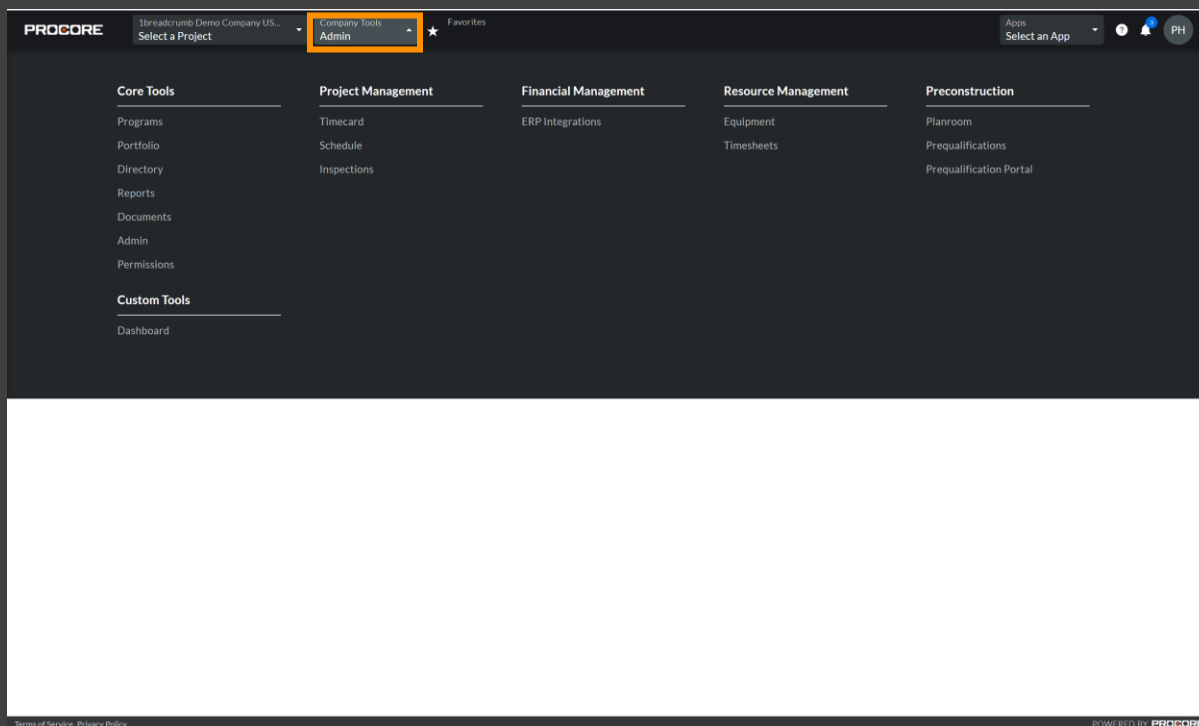 PROCORE
1breadcrumb Demo Company US...
Select a Project
Company Tools
Admin
Favorites
Apps
Select an App
3
PH
Core Tools
Programs
Portfolio
Directory
Reports
Documents
Admin
Permissions
Custom Tools
Dashboard
Project Management
Timecard
Schedule
Inspections
Financial Management
ERP Integrations
Resource Management
Equipment
Timesheets
Preconstruction
Planroom
Prequalifications
Prequalification Portal
Terms of Service Privacy Policy
POWERED BY PROCORE